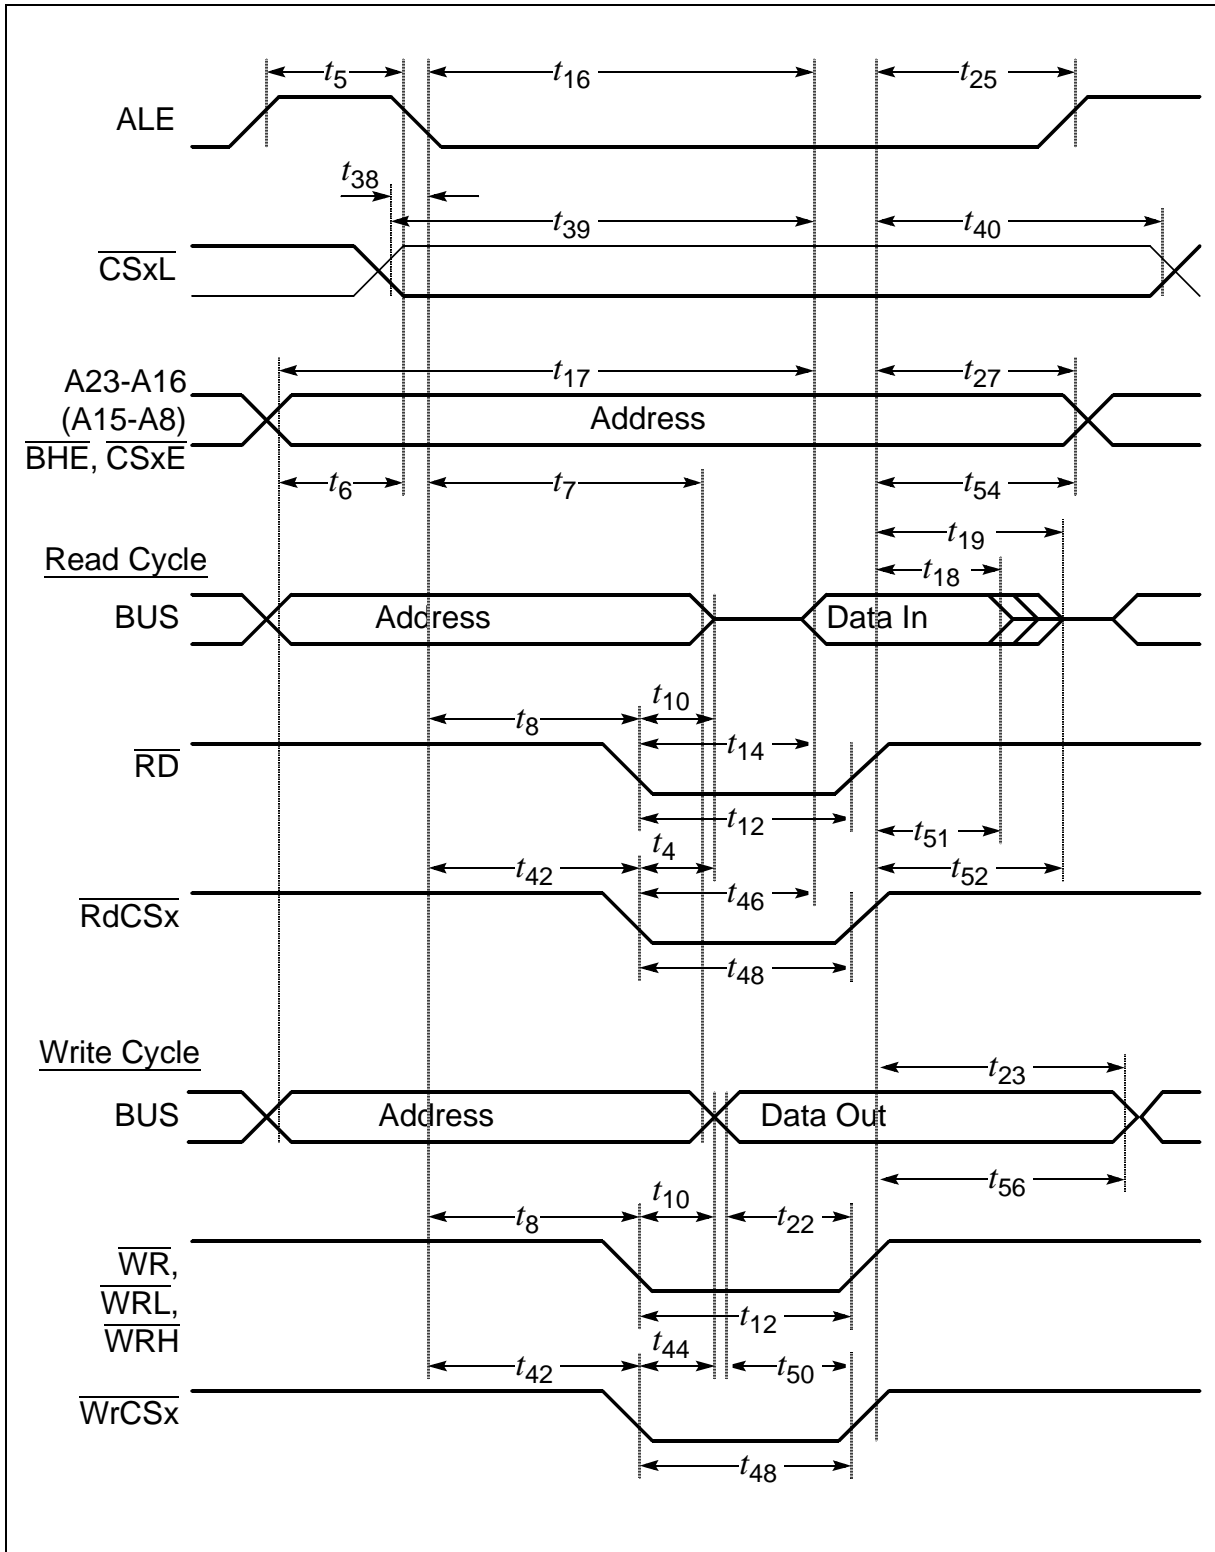 t5 t16 t25
ALE
t38
t39 t40
CSxL
t17 t27
A23-A16
(A15-A8)
BHE, CSxE
Address
t6 t7 t54
t19
Read Cycle
t18
BUS Address Data In
t10
t8
t14
RD
t12
t51
t4
t42 t52
t46
RdCSx
t48
Write Cycle
t23
BUS Address Data Out
t56
t10
t8 t22
WR,
WRL,
WRH
t12
t44
t42 t50
WrCSx
t48